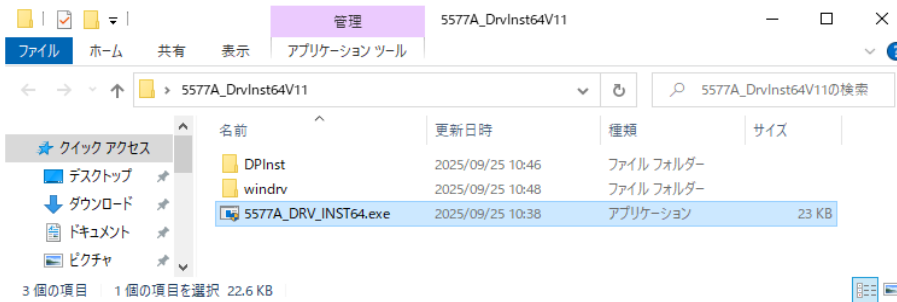 管理 5577A_DrvInst64V11
ファイル ホーム 共有 表示 アプリケーション ツール
5577A_DrvInst64V11 5577A_DrvInst64V11の検索
名前 更新日時 種類 サイズ
クイック アクセス
デスクトップ
ダウンロード
ドキュメント
ピクチャ
DPInst 2025/09/25 10:46 ファイル フォルダー
windrv 2025/09/25 10:48 ファイル フォルダー
5577A_DRV_INST64.exe 2025/09/25 10:38 アプリケーション 23 KB
3 個の項目 1 個の項目を選択 22.6 KB